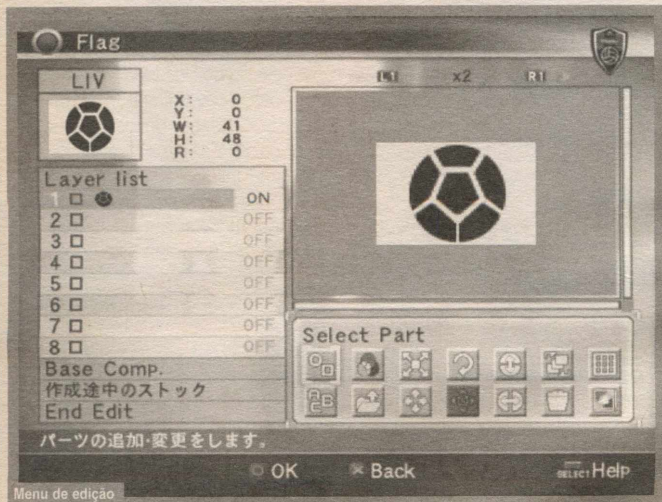 Flag
LIV
X: 0
Y: 0
W: 41
H: 48
R: 0
L1 x2 R1
Layer list
1 ON
2 OFF
3 OFF
4 OFF
5 OFF
6 OFF
7 OFF
8 OFF
Base Comp.
作成途中のストック
End Edit
Select Part
ABC
パーツの追加・変更をします。
OK
Back
SELECT Help
Menu de edição